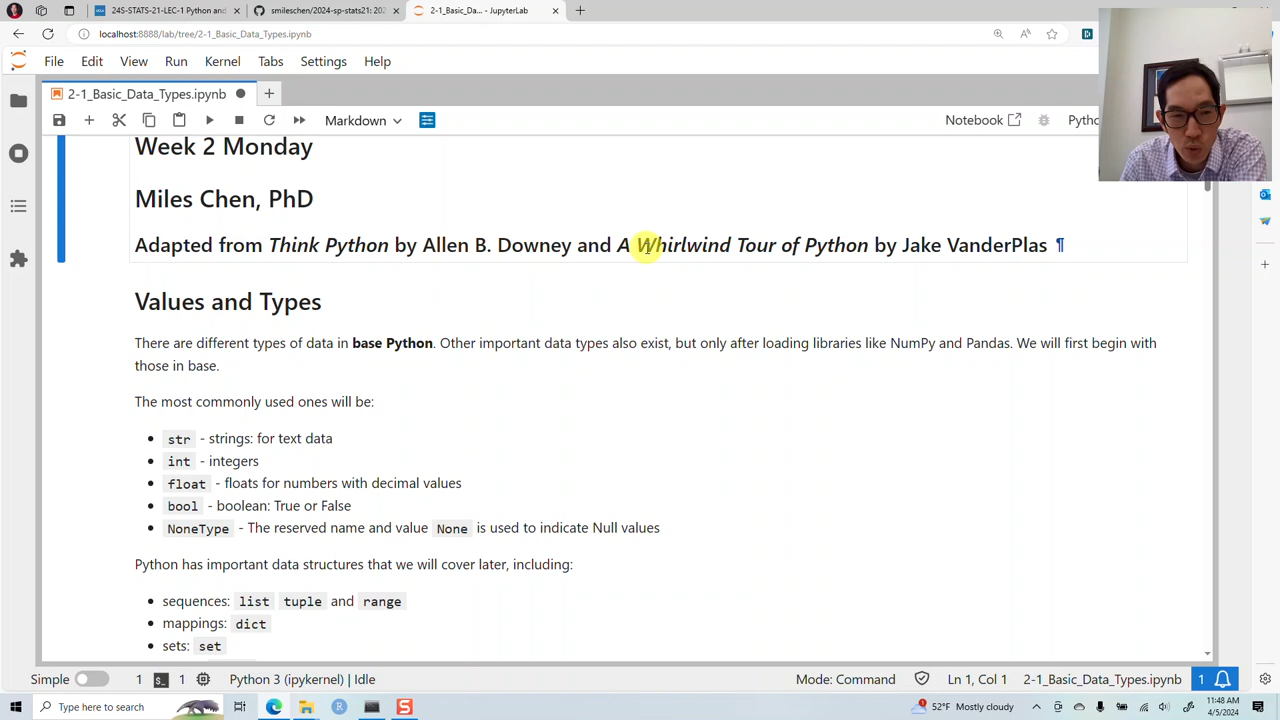 24S-STATS-21-LEC-1 Python and
smileschen/2024-sp-stats21: 202
2-1_Basic_Da... - JupyterLab
localhost:8888/lab/tree/2-1_Basic_Data_Types.ipynb
File Edit View Run Kernel Tabs Settings Help
2-1_Basic_Data_Types.ipynb
Markdown
Notebook
Pytho
Week 2 Monday
Miles Chen, PhD
Adapted from Think Python by Allen B. Downey and A Whirlwind Tour of Python by Jake VanderPlas ¶
Values and Types
There are different types of data in base Python. Other important data types also exist, but only after loading libraries like NumPy and Pandas. We will first begin with
those in base.
The most commonly used ones will be:
• str - strings: for text data
• int - integers
• float - floats for numbers with decimal values
• bool - boolean: True or False
• NoneType - The reserved name and value None is used to indicate Null values
Python has important data structures that we will cover later, including:
• sequences: list tuple and range
• mappings: dict
• sets: set
Simple 1 $_ 1 Python 3 (ipykernel) | Idle Mode: Command Ln 1, Col 1 2-1_Basic_Data_Types.ipynb 1
Type here to search
52°F Mostly cloudy
11:48 AM
4/5/2024